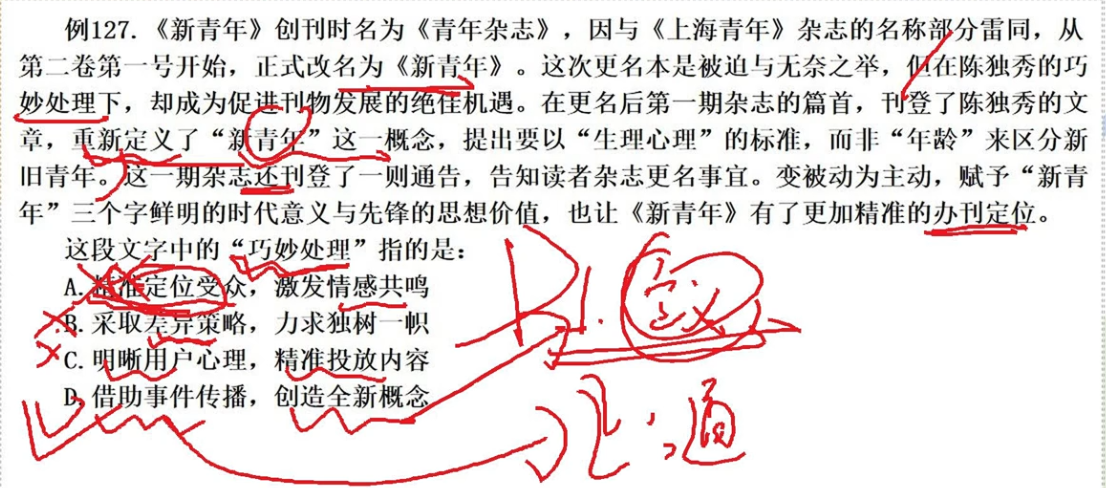 例127.《新青年》创刊时名为《青年杂志》，因与《上海青年》杂志的名称部分雷同，从
第二卷第一号开始，正式改名为《新青年》。这次更名本是被迫与无奈之举，但在陈独秀的巧
妙处理下，却成为促进刊物发展的绝佳机遇。在更名后第一期杂志的篇首，刊登了陈独秀的文
章，重新定义了“新青年”这一概念，提出要以“生理心理”的标准，而非“年龄”来区分新
旧青年。这一期杂志还刊登了一则通告，告知读者杂志更名事宜。变被动为主动，赋予“新青
年”三个字鲜明的时代意义与先锋的思想价值，也让《新青年》有了更加精准的办刊定位。
这段文字中的“巧妙处理”指的是：
A.精准定位受众，激发情感共鸣
B.采取差异策略，力求独树一帜
C.明晰用户心理，精准投放内容
D.借助事件传播，创造全新概念
通